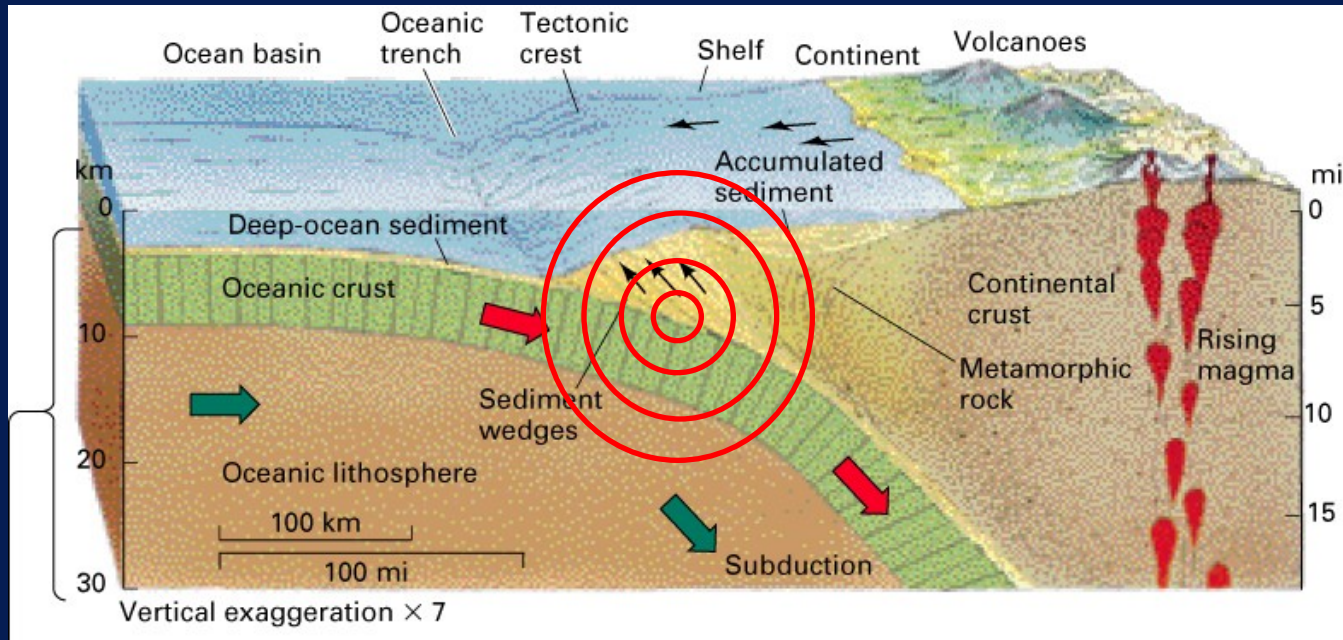 Ocean basin
Oceanic
trench
Tectonic
crest
Shelf
Continent
Volcanoes
km
mi
Accumulated
sediment
0
0
Deep-ocean sediment
Oceanic crust
Continental
crust
5
10
Rising
magma
Metamorphic
rock
Sediment
wedges
10
20
Oceanic lithosphere
100 km
15
100 mi
Subduction
30
Vertical exaggeration × 7